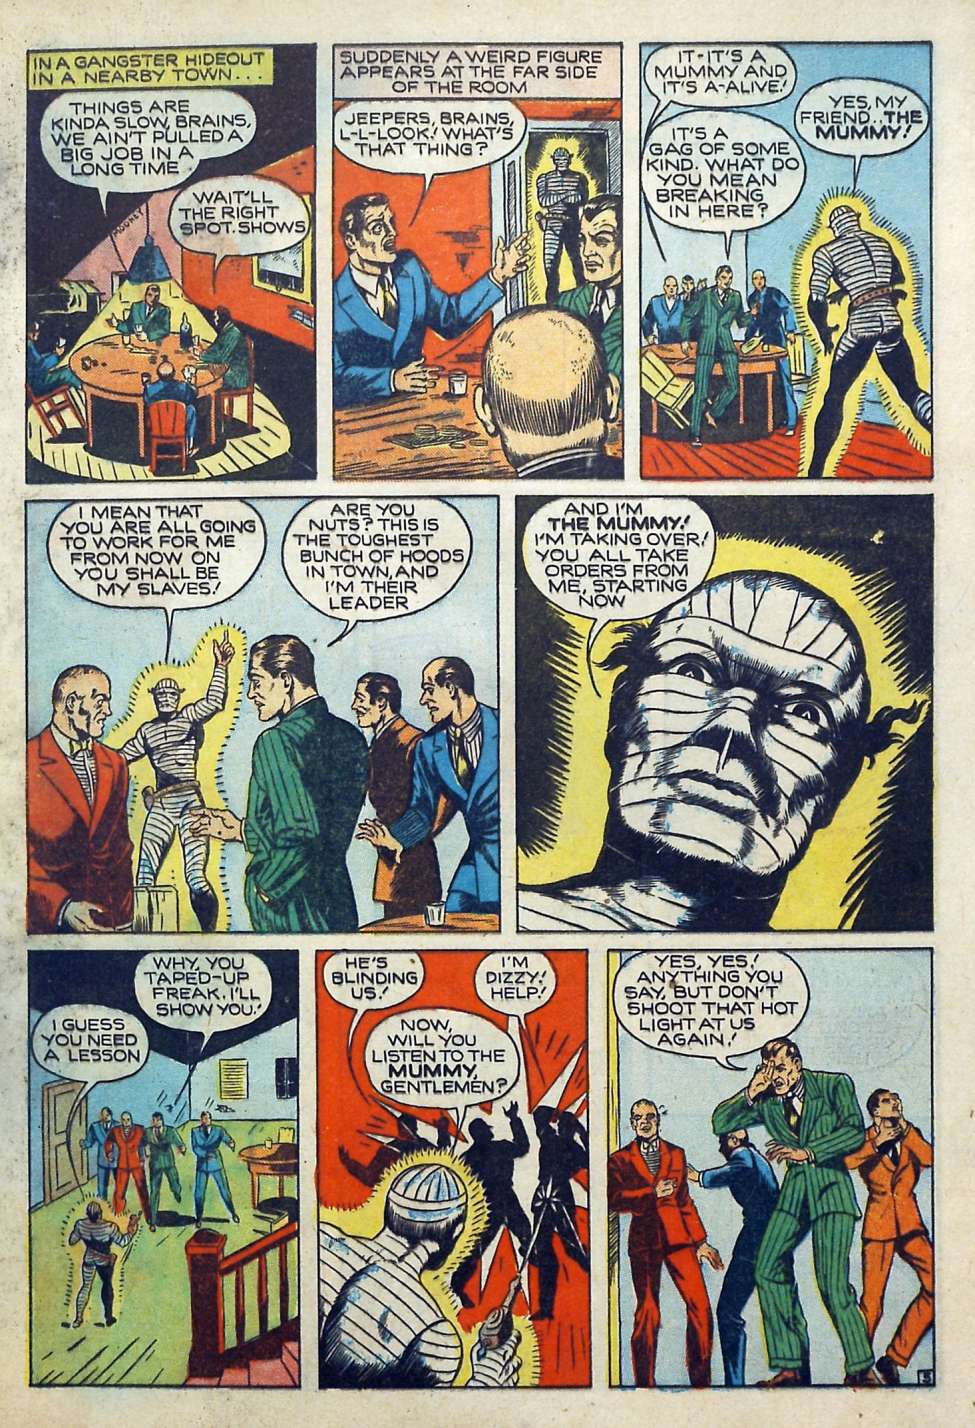 IN A GANGSTER HIDEOUT
IN A NEARBY TOWN...
THINGS ARE
KINDA SLOW, BRAINS,
WE AIN'T PULLED A
BIG JOB IN A
LONG TIME
WAIT'LL
THE RIGHT
SPOT. SHOWS
MOONEY
SUDDENLY A WEIRD FIGURE
APPEARS AT THE FAR SIDE
OF THE ROOM
JEEPERS, BRAINS,
L-L-LOOK! WHAT'S
THAT THING?
IT-IT'S A
MUMMY AND
IT'S A-ALIVE!
IT'S A
GAG OF SOME
KIND. WHAT DO
YOU MEAN
BREAKING
IN HERE?
YES, MY
FRIEND.. THE
MUMMY!
I MEAN THAT
YOU ARE ALL GOING
TO WORK FOR ME
FROM NOW ON
YOU SHALL BE
MY SLAVES!
ARE YOU
NUTS? THIS IS
THE TOUGHEST
BUNCH OF HOODS
IN TOWN, AND
I'M THEIR
LEADER
AND I'M
THE MUMMY!
I'M TAKING OVER!
YOU ALL TAKE
ORDERS FROM
ME, STARTING
NOW
WHY, YOU
TAPED-UP
FREAK. I'LL
SHOW YOU!
I GUESS
YOU NEED
A LESSON
HE'S
BLINDING
US!
I'M
DIZZY!
HELP!
NOW,
WILL YOU
LISTEN TO THE
MUMMY,
GENTLEMEN?
YES, YES!
ANYTHING YOU
SAY, BUT DON'T
SHOOT THAT HOT
LIGHT AT US
AGAIN!
5